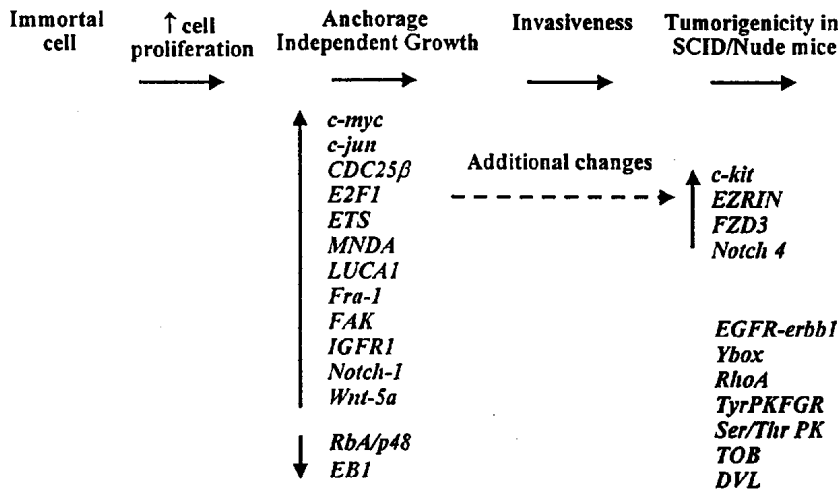 Immortal
cell
↑ cell
proliferation
Anchorage
Independent Growth
Invasiveness
Tumorigenicity in
SCID/Nude mice
c-myc
c-jun
CDC25β
E2F1
ETS
MNDA
LUCA1
Fra-1
FAK
IGFR1
Notch-1
Wnt-5a
RbA/p48
EB1
Additional changes
c-kit
EZRIN
FZD3
Notch 4
EGFR-erbb1
Ybox
RhoA
TyrPKFGR
Ser/Thr PK
TOB
DVL